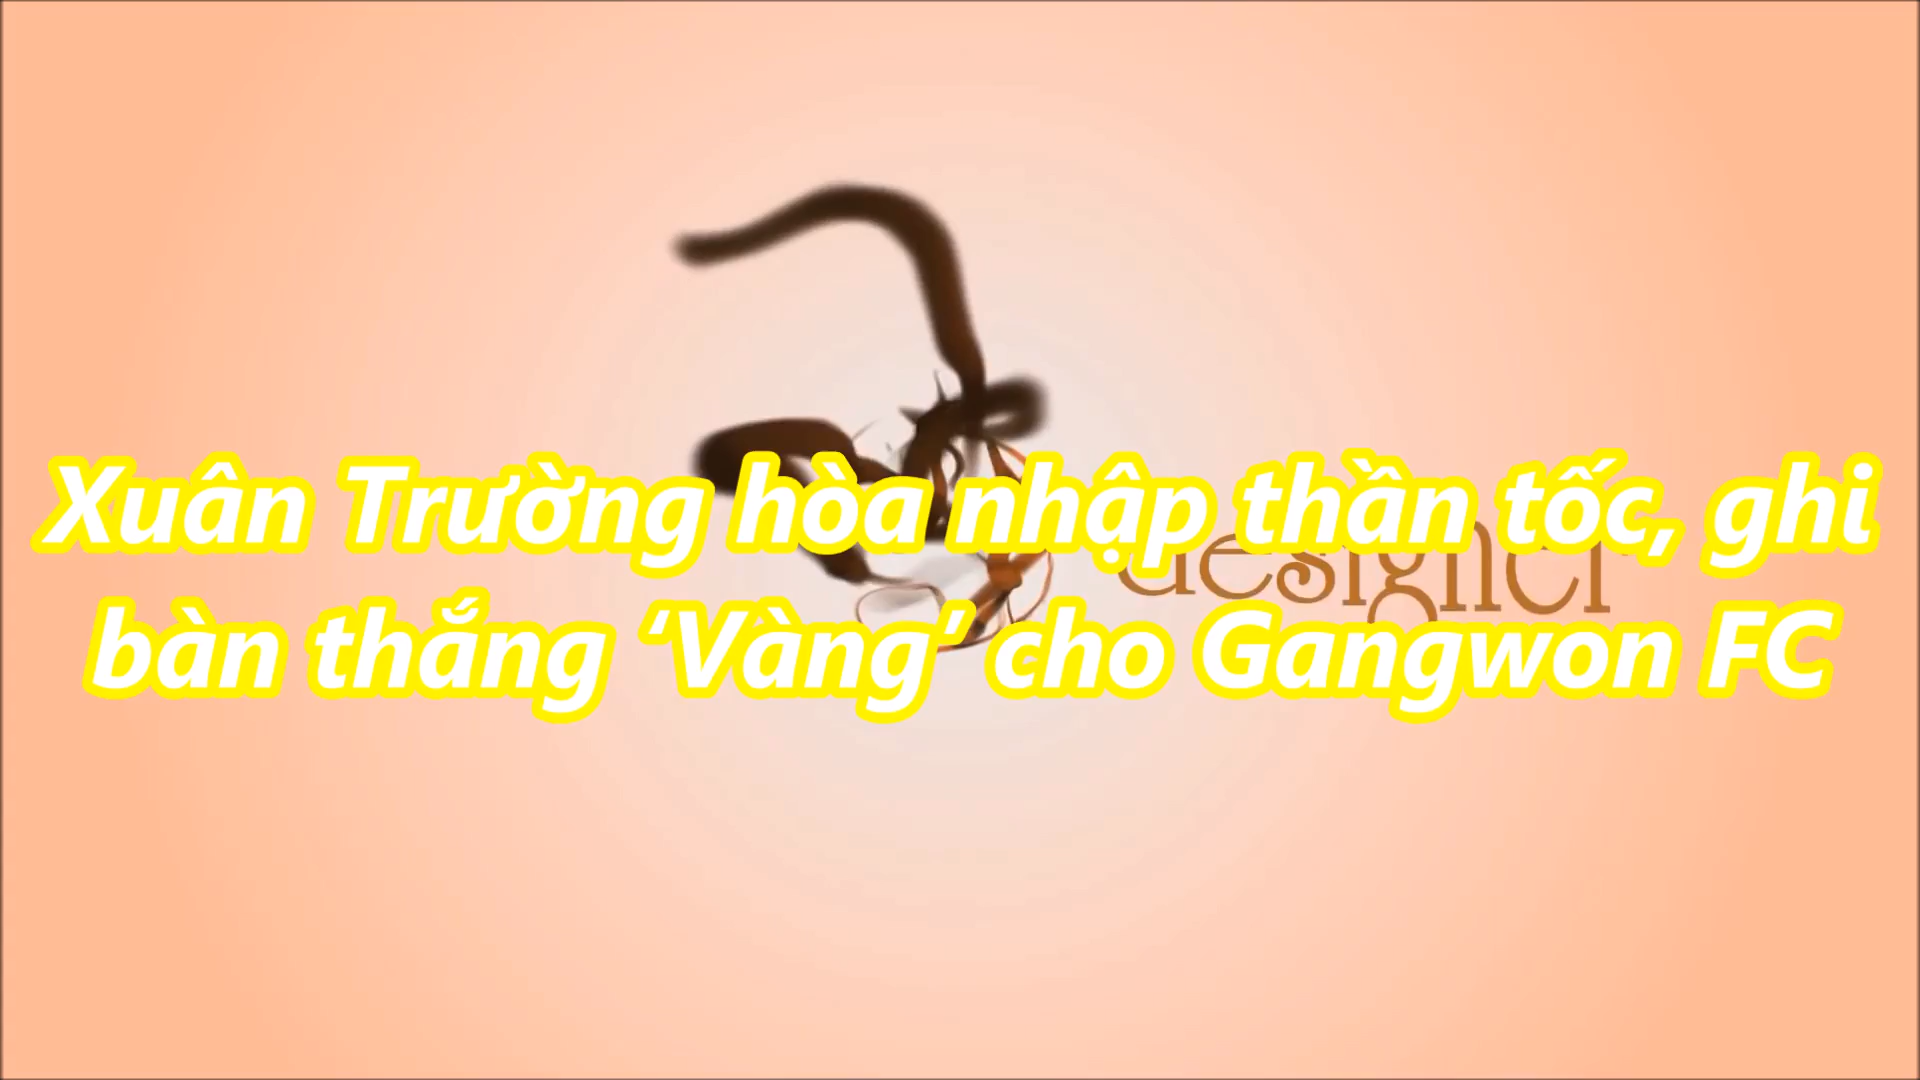 Xuân Trường hòa nhập thần tốc, ghi
designer
bàn thắng ‘Vàng’ cho Gangwon FC